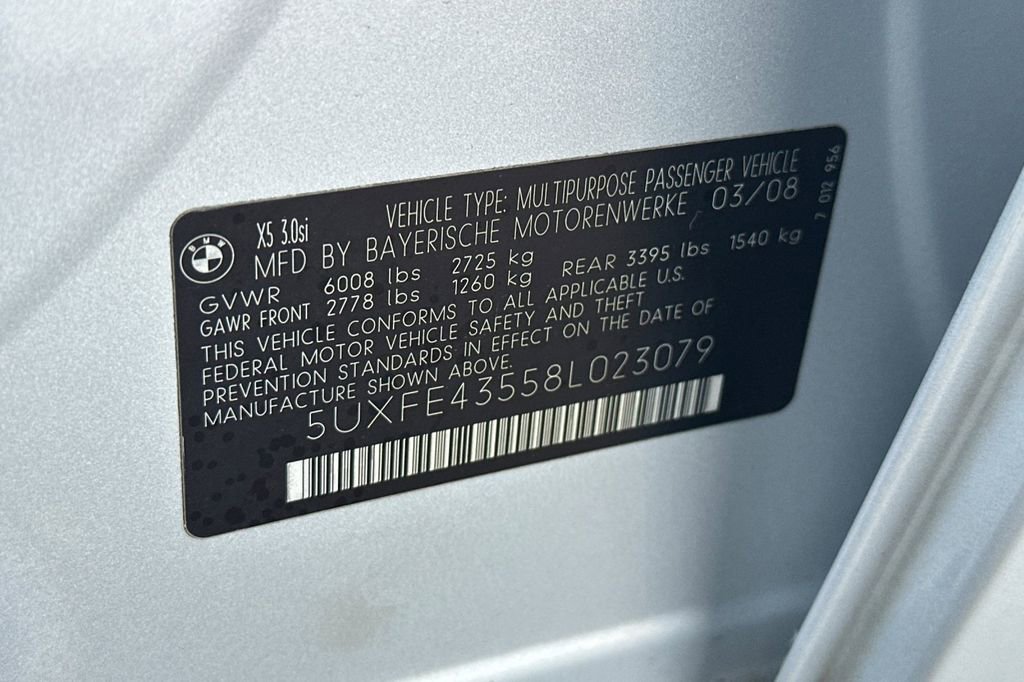 BMW
X5 3.0si
VEHICLE TYPE: MULTIPURPOSE PASSENGER VEHICLE
MFD BY BAYERISCHE MOTORENWERKE 03/08
GVWR 6008 lbs 2725 kg
GAWR FRONT 2778 lbs 1260 kg REAR 3395 lbs 1540 kg
THIS VEHICLE CONFORMS TO ALL APPLICABLE U.S.
FEDERAL MOTOR VEHICLE SAFETY AND THEFT
PREVENTION STANDARDS IN EFFECT ON THE DATE OF
MANUFACTURE SHOWN ABOVE.
5UXFE43558L023079
7 012 956